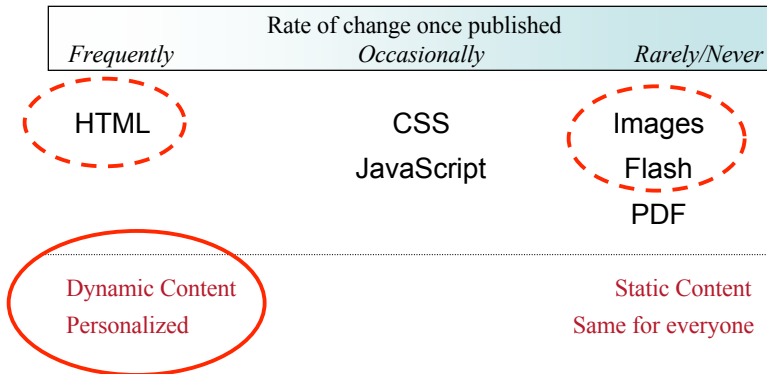 Rate of change once published
Frequently Occasionally Rarely/Never
HTML CSS Images
JavaScript Flash
PDF
Dynamic Content Static Content
Personalized Same for everyone